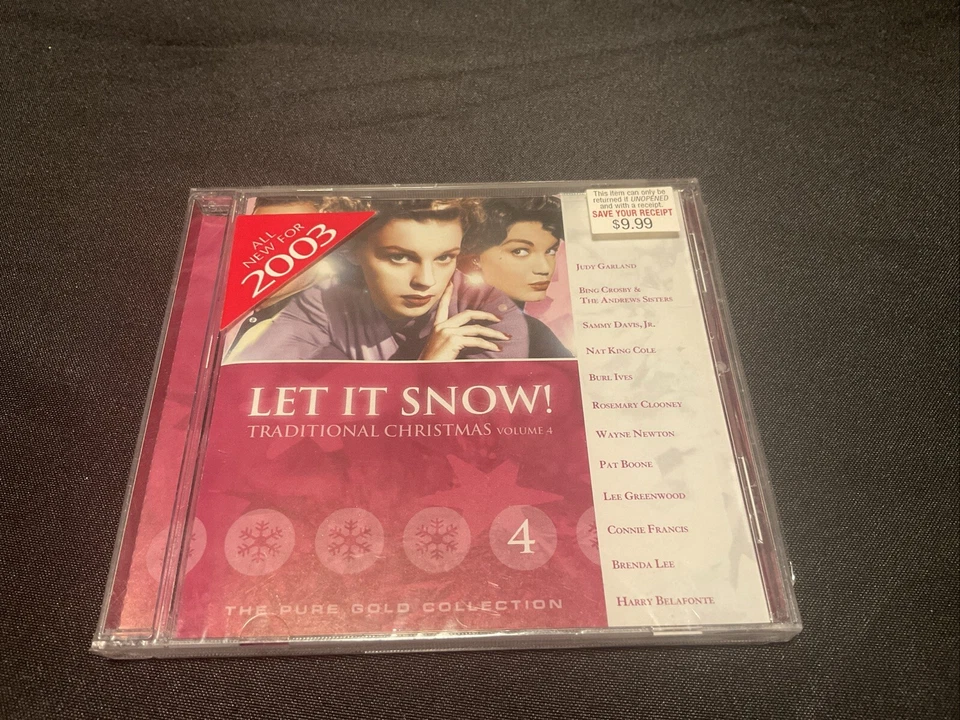 ALL
NEW FOR
2003
This item can only be
returned if UNOPENED
and with a receipt.
SAVE YOUR RECEIPT
$9.99
LET IT SNOW!
TRADITIONAL CHRISTMAS VOLUME 4
4
THE PURE GOLD COLLECTION
JUDY GARLAND
BING CROSBY &
THE ANDREWS SISTERS
SAMMY DAVIS, JR.
NAT KING COLE
BURL IVES
ROSEMARY CLOONEY
WAYNE NEWTON
PAT BOONE
LEE GREENWOOD
CONNIE FRANCIS
BRENDA LEE
HARRY BELAFONTE